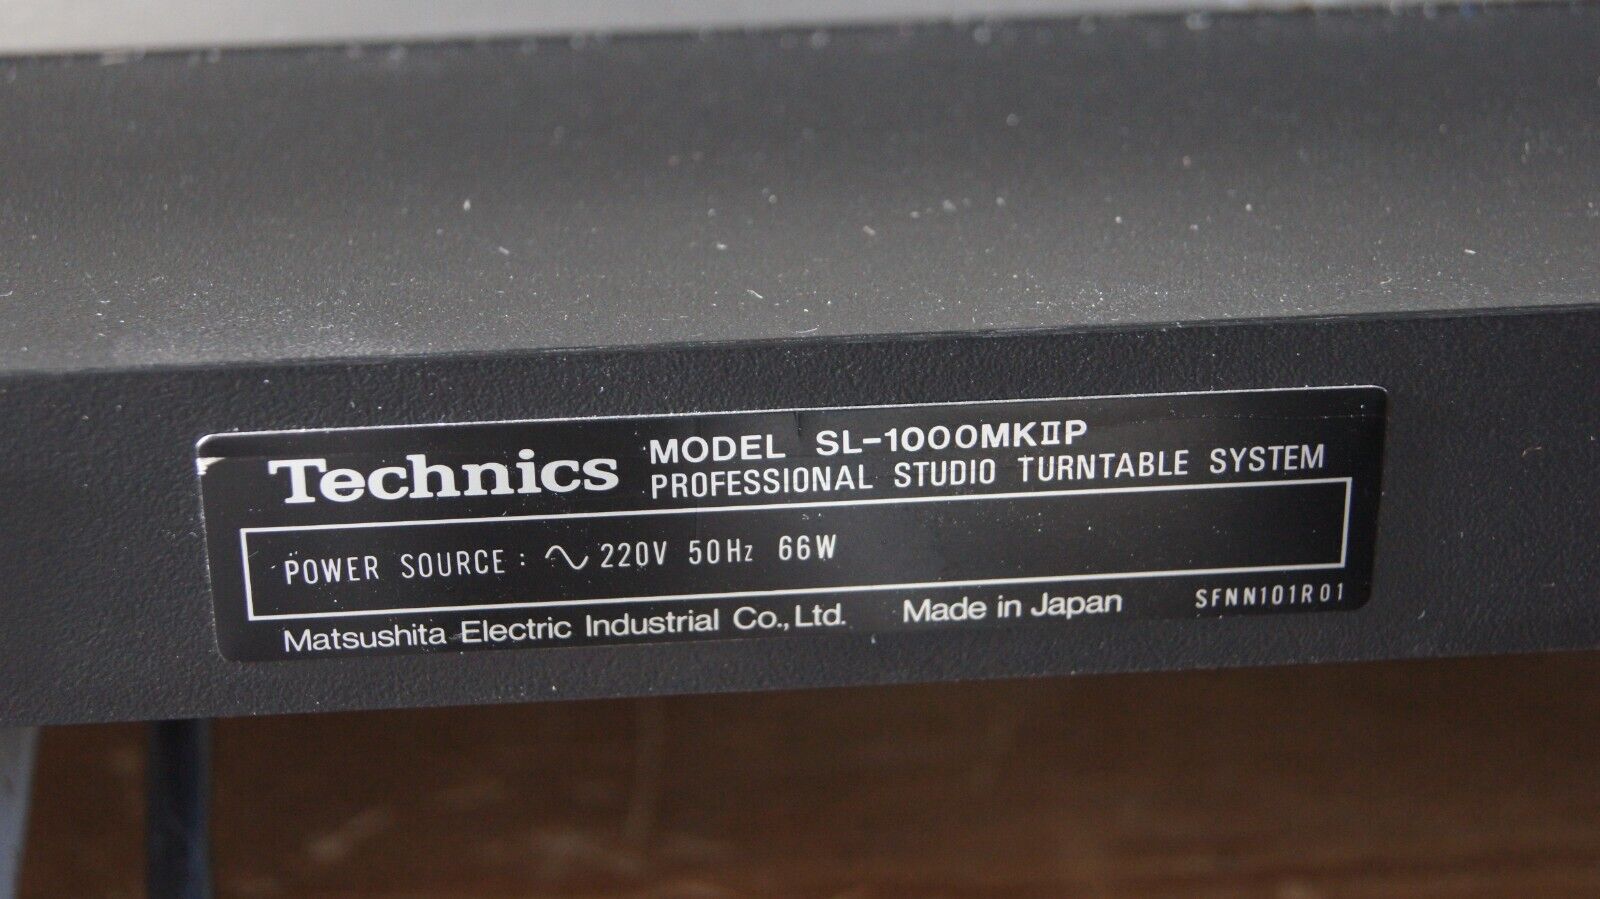 Technics
MODEL SL-1000MKIIP
PROFESSIONAL STUDIO TURNTABLE SYSTEM
POWER SOURCE : ∿ 220V 50Hz 66W
Matsushita Electric Industrial Co., Ltd. Made in Japan SFNN101R01